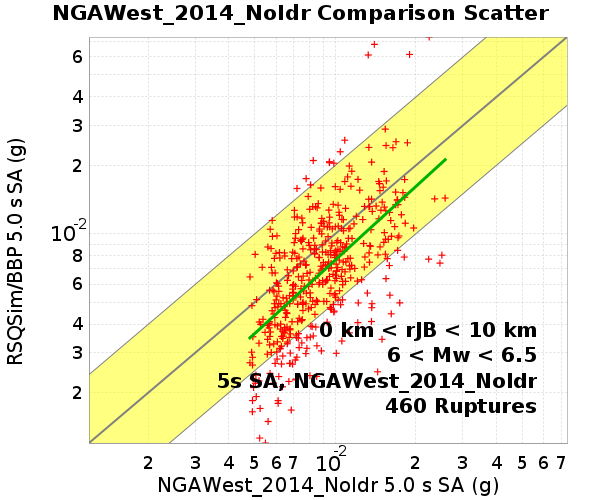 NGAWest_2014_NoIdr Comparison Scatter
RSQSim/BBP 5.0 s SA (g)
6
4
3
2
10-2
8
6
4
3
2
0 km < rJB < 10 km
6 < Mw < 6.5
5s SA, NGAWest_2014_NoIdr
460 Ruptures
2 3 4 5 6 7 10-2 2 3 4 5 6 7
NGAWest_2014_NoIdr 5.0 s SA (g)